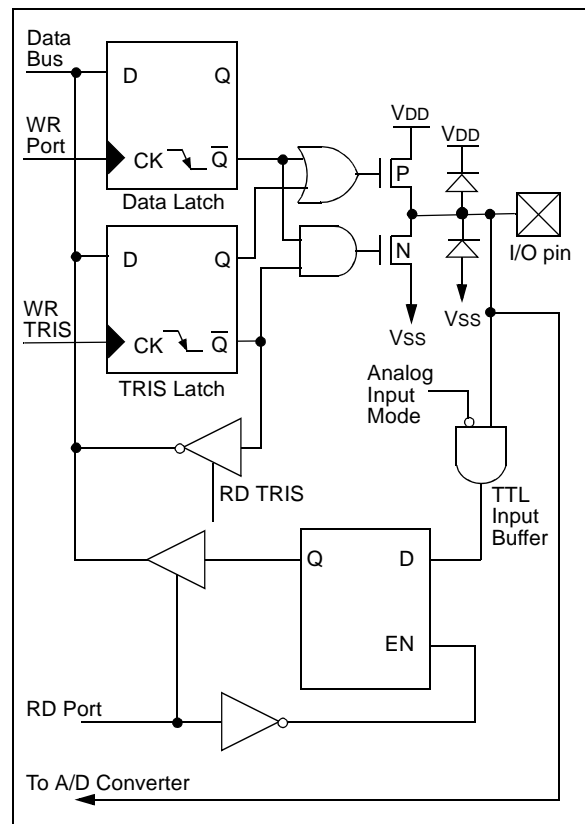 Data
Bus
D
Q
VDD
VDD
WR
Port
CK
Q
P
Data Latch
D
Q
N
I/O pin
WR
TRIS
CK
Q
VSS
VSS
TRIS Latch
Analog
Input
Mode
RD TRIS
TTL
Input
Buffer
Q
D
EN
RD Port
To A/D Converter